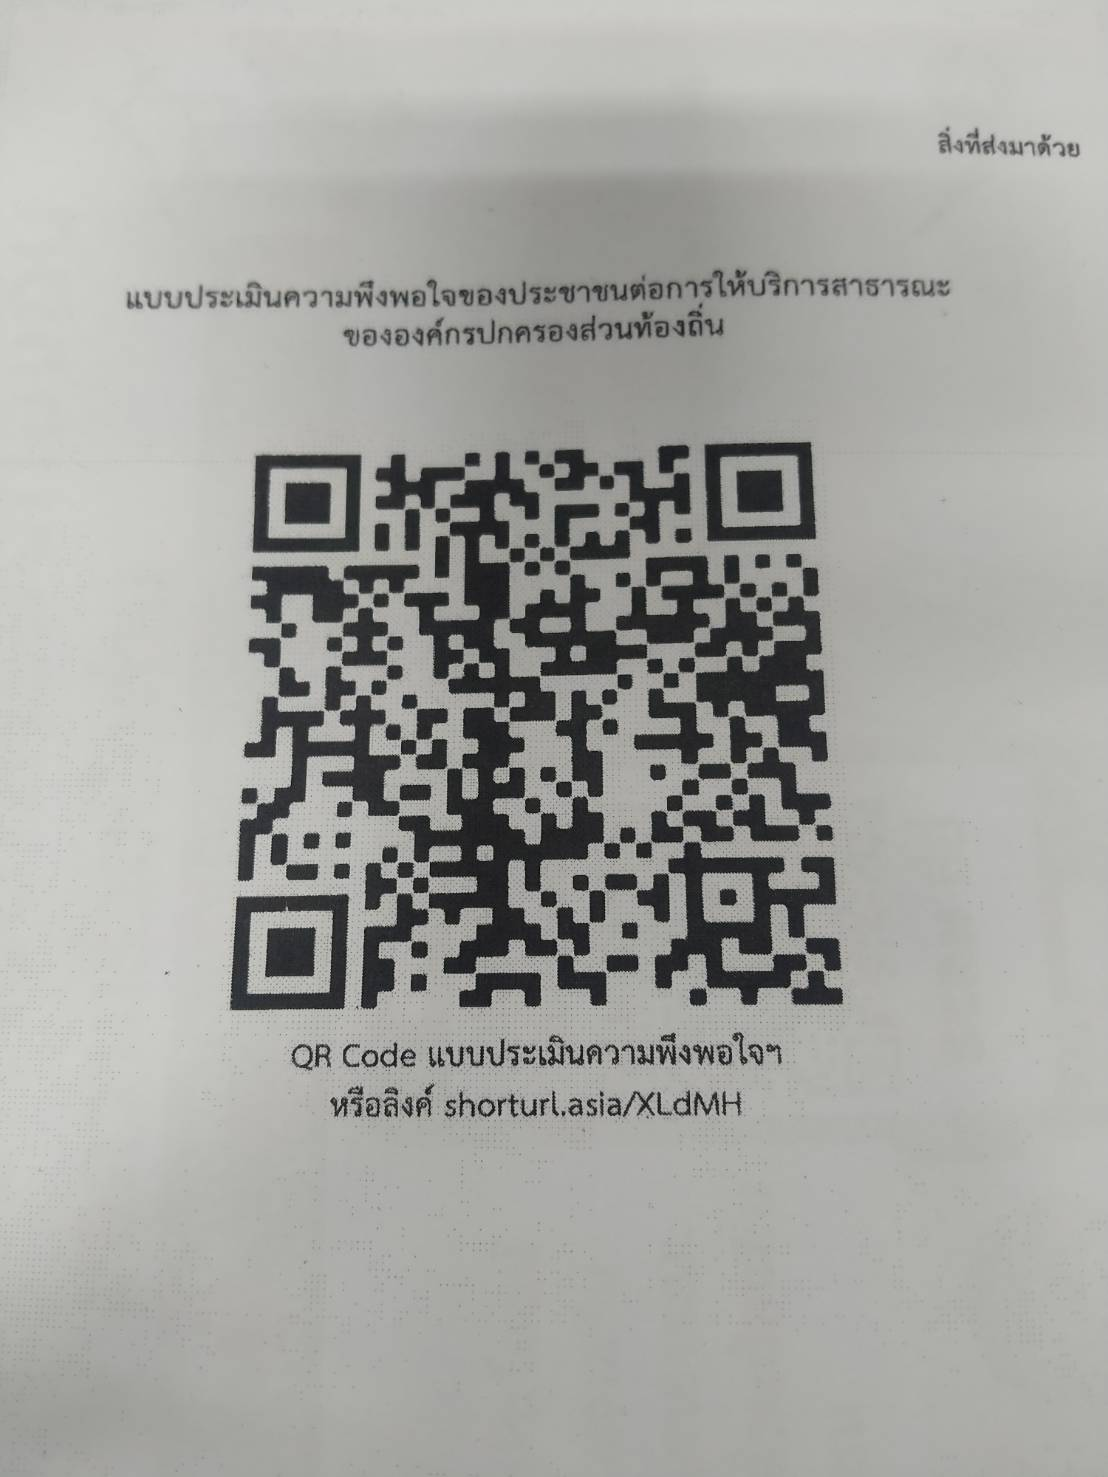 สิ่งที่ส่งมาด้วย
แบบประเมินความพึงพอใจของประชาชนต่อการให้บริการสาธารณะ
ขององค์กรปกครองส่วนท้องถิ่น
QR Code แบบประเมินความพึงพอใจฯ
หรือลิงค์ shorturl.asia/XLdMH